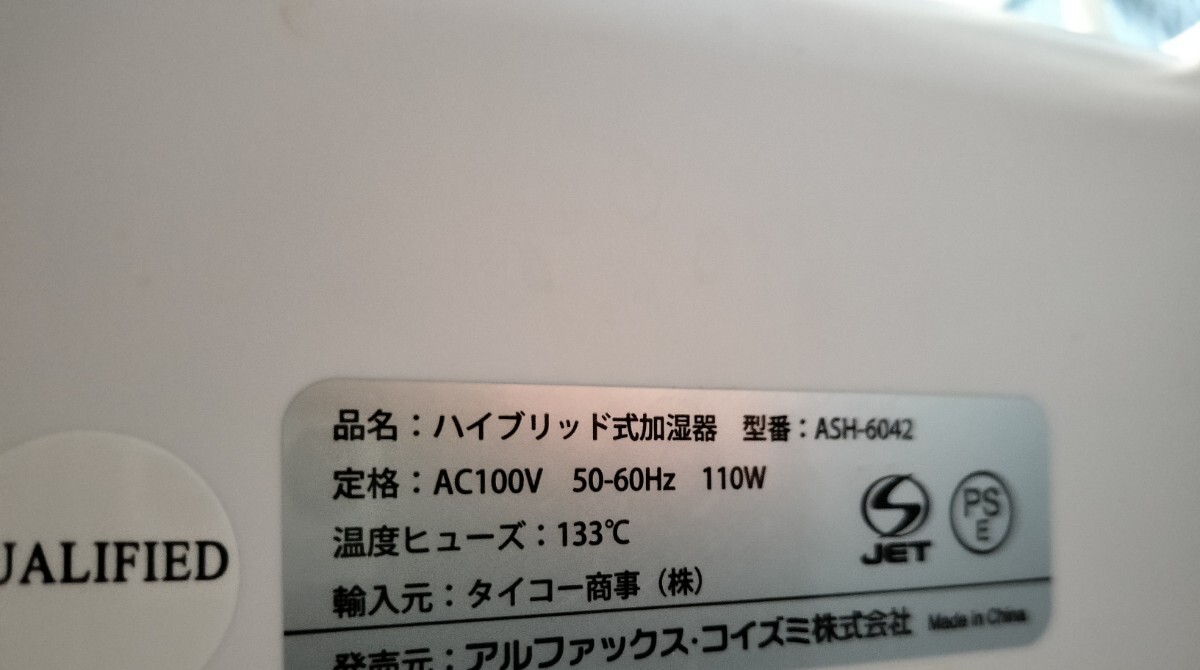 品名：ハイブリッド式加湿器　型番：ASH-6042
定格：AC100V　50-60Hz　110W
温度ヒューズ：133℃
輸入元：タイコー商事（株）
発売元：アルファックス･コイズミ株式会社　Made in China
JET
PS
E
UALIFIED